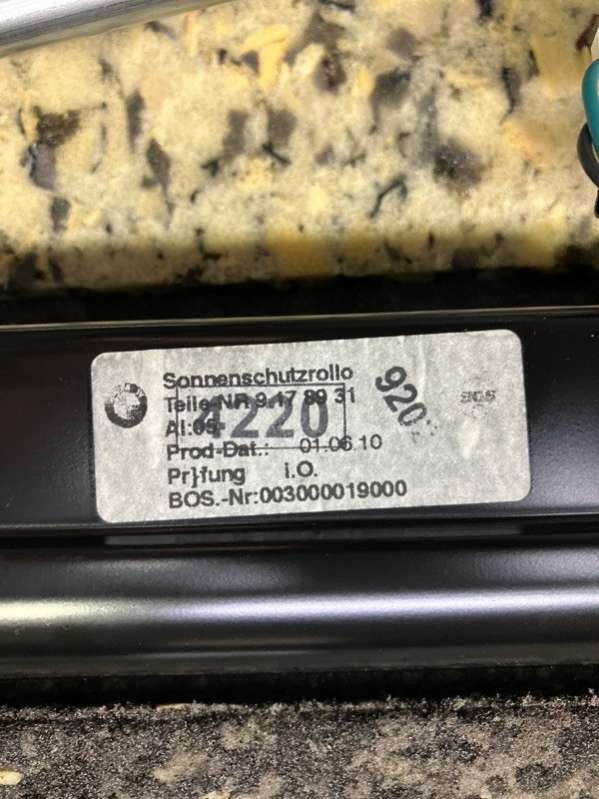 Sonnenschutzrollo
Teile-NR 9.17 89 31
AI:05-
4220
Prod-Dat.: 01.06.10
Pr}fung i.O.
BOS.-Nr:003000019000
920
BOS